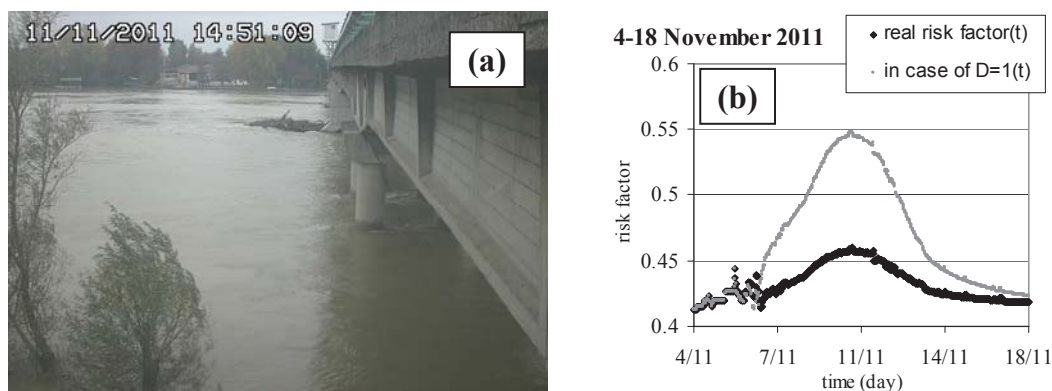 11/11/2011 14:51:09
(a)
4-18 November 2011
real risk factor(t)
in case of D=1(t)
(b)
0.6
0.55
0.5
0.45
0.4
risk factor
4/11 7/11 11/11 14/11 18/11
time (day)